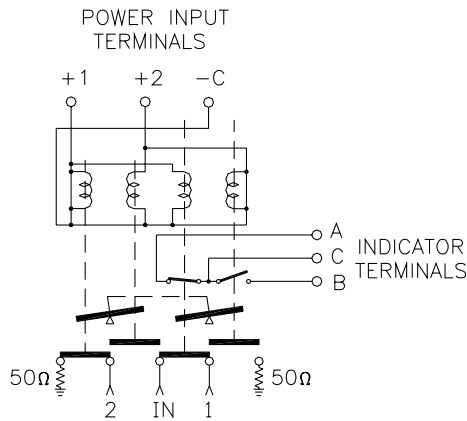 POWER INPUT
TERMINALS
+1 +2 -C
A
C
B
INDICATOR
TERMINALS
50Ω 50Ω
2 IN 1